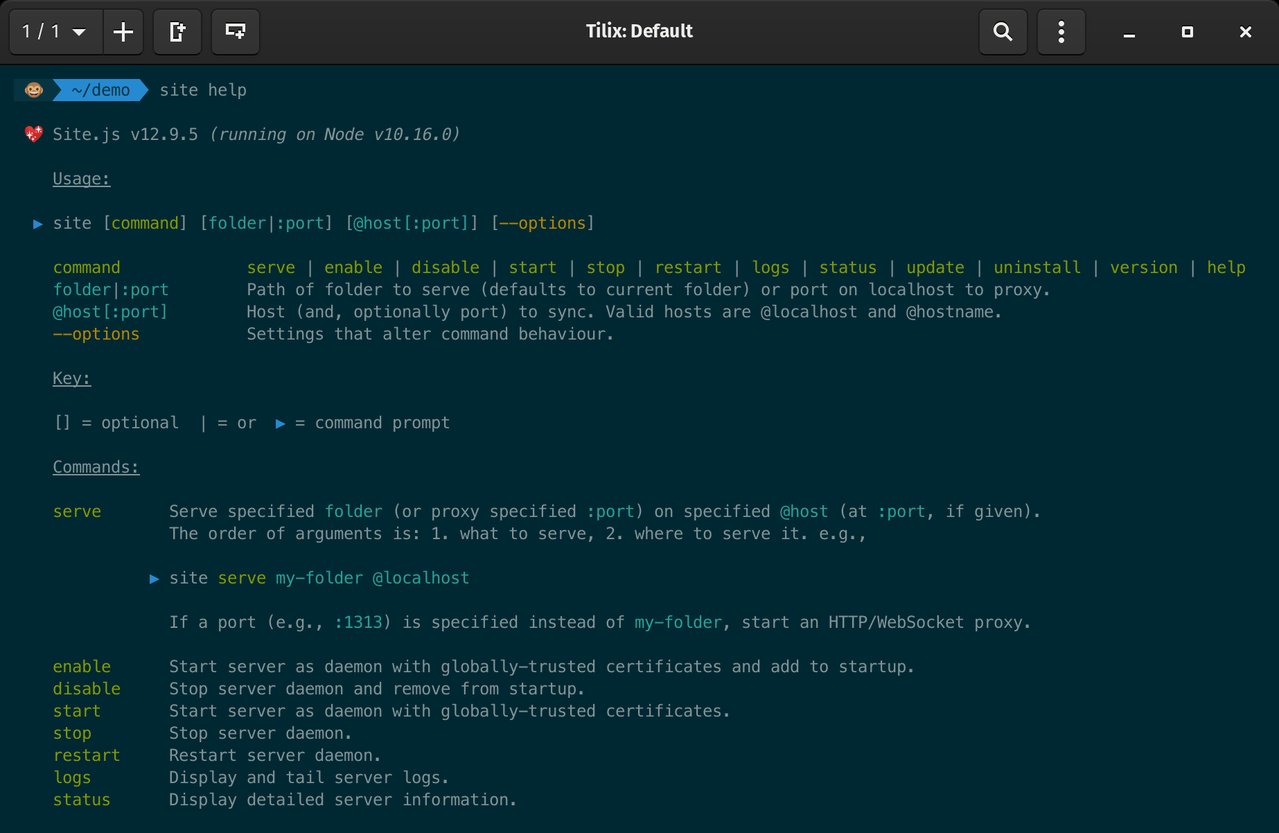 1 / 1
Tilix: Default
~/demo site help
Site.js v12.9.5 (running on Node v10.16.0)
Usage:
▶ site [command] [folder|:port] [@host[:port]] [--options]
command serve | enable | disable | start | stop | restart | logs | status | update | uninstall | version | help
folder|:port Path of folder to serve (defaults to current folder) or port on localhost to proxy.
@host[:port] Host (and, optionally port) to sync. Valid hosts are @localhost and @hostname.
--options Settings that alter command behaviour.
Key:
[] = optional | = or ▶ = command prompt
Commands:
serve Serve specified folder (or proxy specified :port) on specified @host (at :port, if given).
The order of arguments is: 1. what to serve, 2. where to serve it. e.g.,
▶ site serve my-folder @localhost
If a port (e.g., :1313) is specified instead of my-folder, start an HTTP/WebSocket proxy.
enable Start server as daemon with globally-trusted certificates and add to startup.
disable Stop server daemon and remove from startup.
start Start server as daemon with globally-trusted certificates.
stop Stop server daemon.
restart Restart server daemon.
logs Display and tail server logs.
status Display detailed server information.